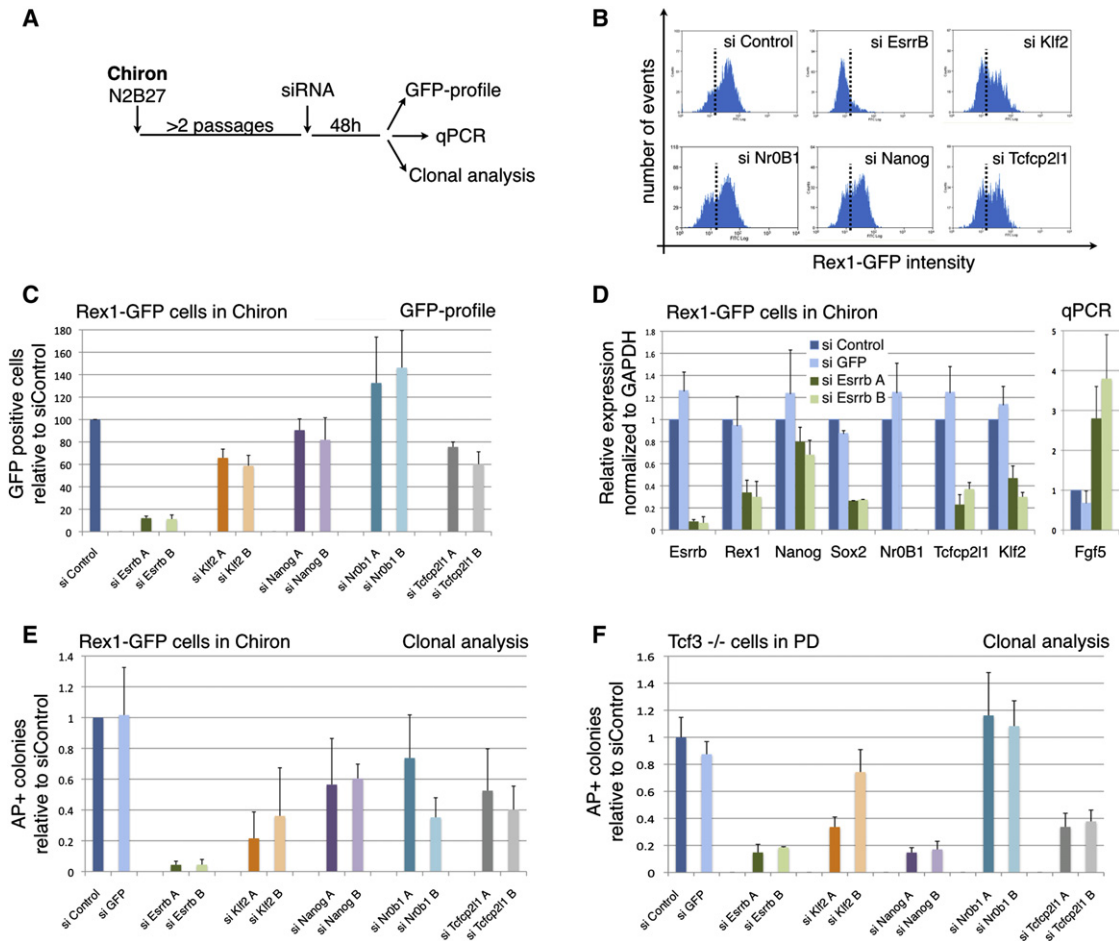 A
Chiron
N2B27
siRNA
>2 passages
48h
GFP-profile
qPCR
Clonal analysis
B
number of events
si Control
si EsrrB
si Klf2
si Nr0B1
si Nanog
si Tcfcp2l1
Rex1-GFP intensity
C
Rex1-GFP cells in Chiron
GFP-profile
GFP positive cells
relative to siControl
180
160
140
120
100
80
60
40
20
0
si Control
si Esrrb A
si Esrrb B
si Klf2 A
si Klf2 B
si Nanog A
si Nanog B
si Nr0b1 A
si Nr0b1 B
si Tcfcp2l1 A
si Tcfcp2l1 B
D
Rex1-GFP cells in Chiron
qPCR
Relative expression
normalized to GAPDH
1.8
1.6
1.4
1.2
1
0.8
0.6
0.4
0.2
0
si Control
si GFP
si Esrrb A
si Esrrb B
Esrrb
Rex1
Nanog
Sox2
Nr0B1
Tcfcp2l1
Klf2
5
4
3
2
1
0
Fgf5
E
Rex1-GFP cells in Chiron
Clonal analysis
AP+ colonies
relative to siControl
1.4
1.2
1
0.8
0.6
0.4
0.2
0
si Control
si GFP
si Esrrb A
si Esrrb B
si Klf2 A
si Klf2 B
si Nanog A
si Nanog B
si Nr0b1 A
si Nr0b1 B
si Tcfcp2l1 A
si Tcfcp2l1 B
F
Tcf3 -/- cells in PD
Clonal analysis
AP+ colonies
relative to siControl
1.6
1.4
1.2
1
0.8
0.6
0.4
0.2
0
si Control
si GFP
si Esrrb A
si Esrrb B
si Klf2 A
si Klf2 B
si Nanog A
si Nanog B
si Nr0b1 A
si Nr0b1 B
si Tcfcp2l1 A
si Tcfcp2l1 B